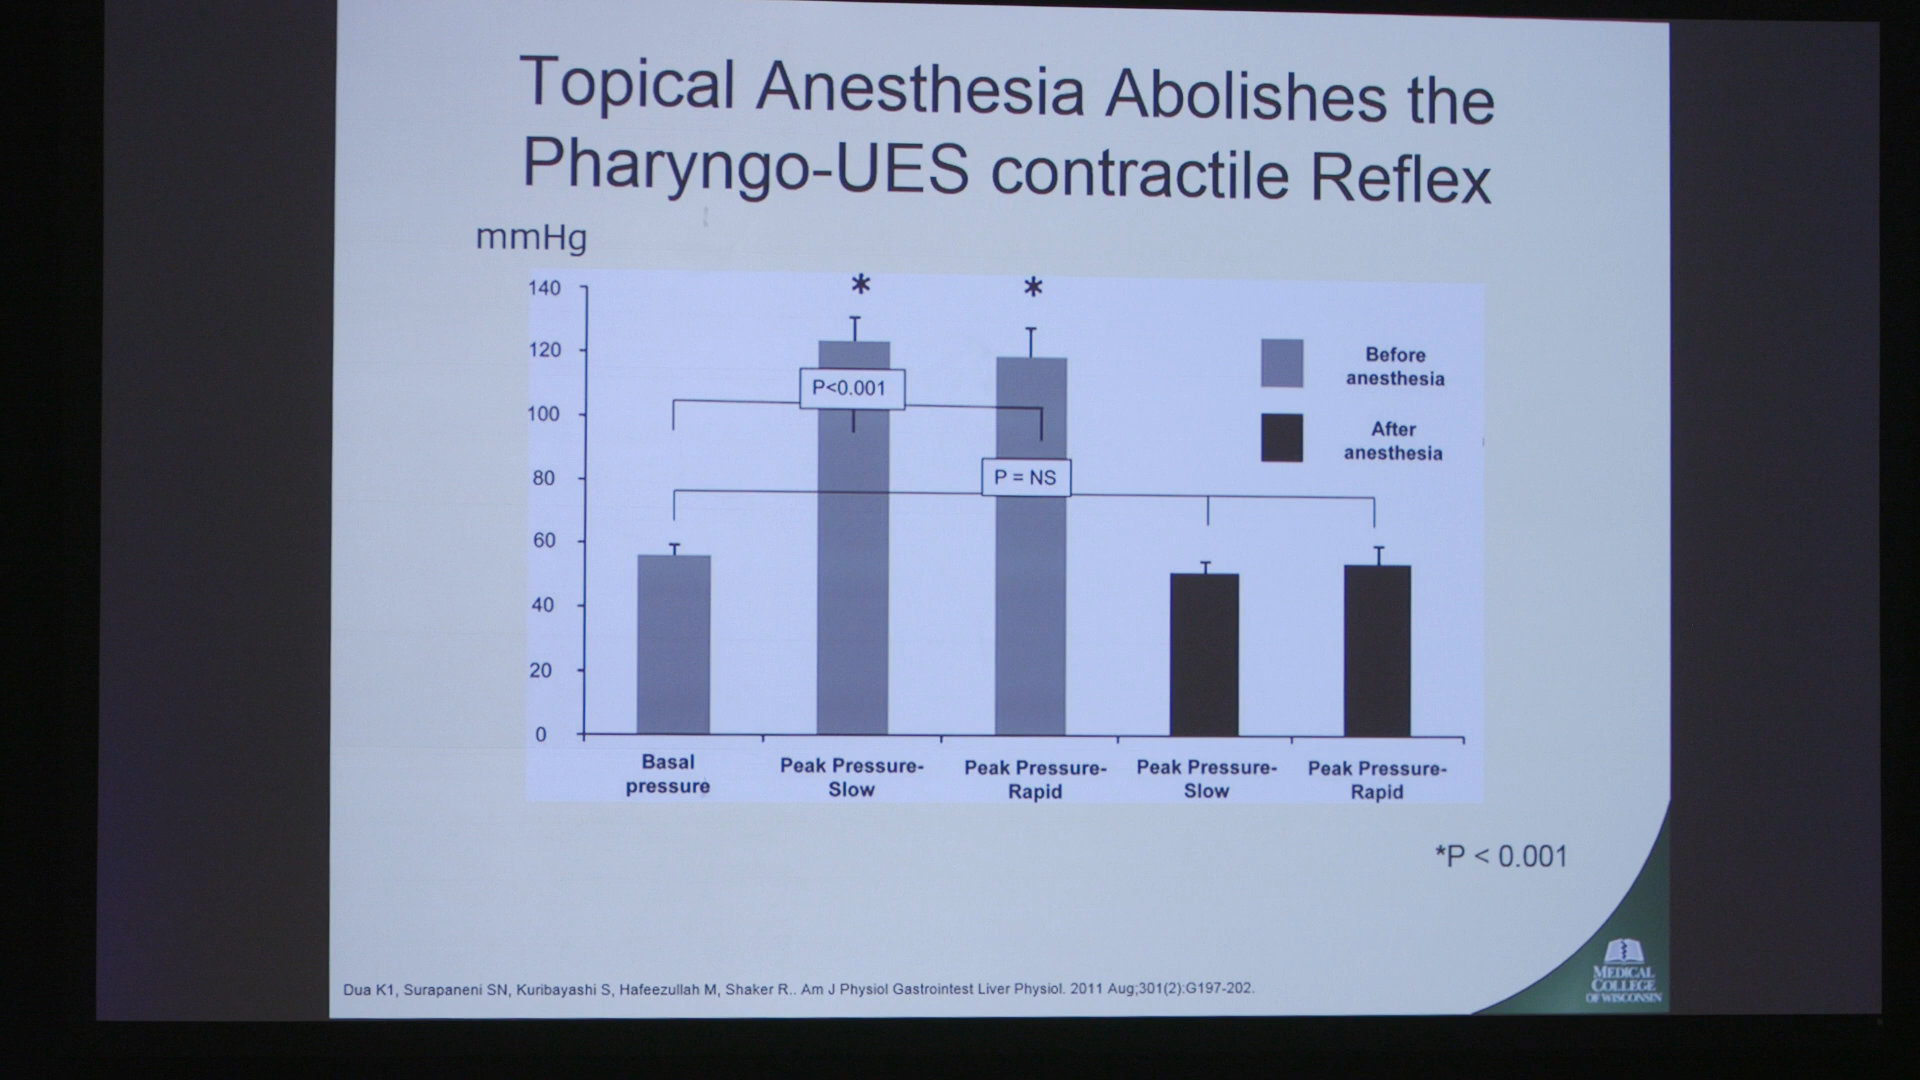 Topical Anesthesia Abolishes the
Pharyngo-UES contractile Reflex
mmHg
140
120
100
80
60
40
20
0
*
*
P<0.001
P = NS
Before
anesthesia
After
anesthesia
Basal
pressure
Peak Pressure-
Slow
Peak Pressure-
Rapid
Peak Pressure-
Slow
Peak Pressure-
Rapid
*P < 0.001
Dua K1, Surapaneni SN, Kuribayashi S, Hafeezullah M, Shaker R.. Am J Physiol Gastrointest Liver Physiol. 2011 Aug;301(2):G197-202.
MEDICAL
COLLEGE
OF WISCONSIN